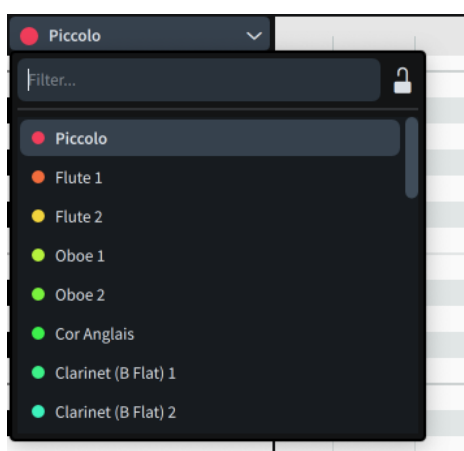 Piccolo
Filter...
Piccolo
Flute 1
Flute 2
Oboe 1
Oboe 2
Cor Anglais
Clarinet (B Flat) 1
Clarinet (B Flat) 2